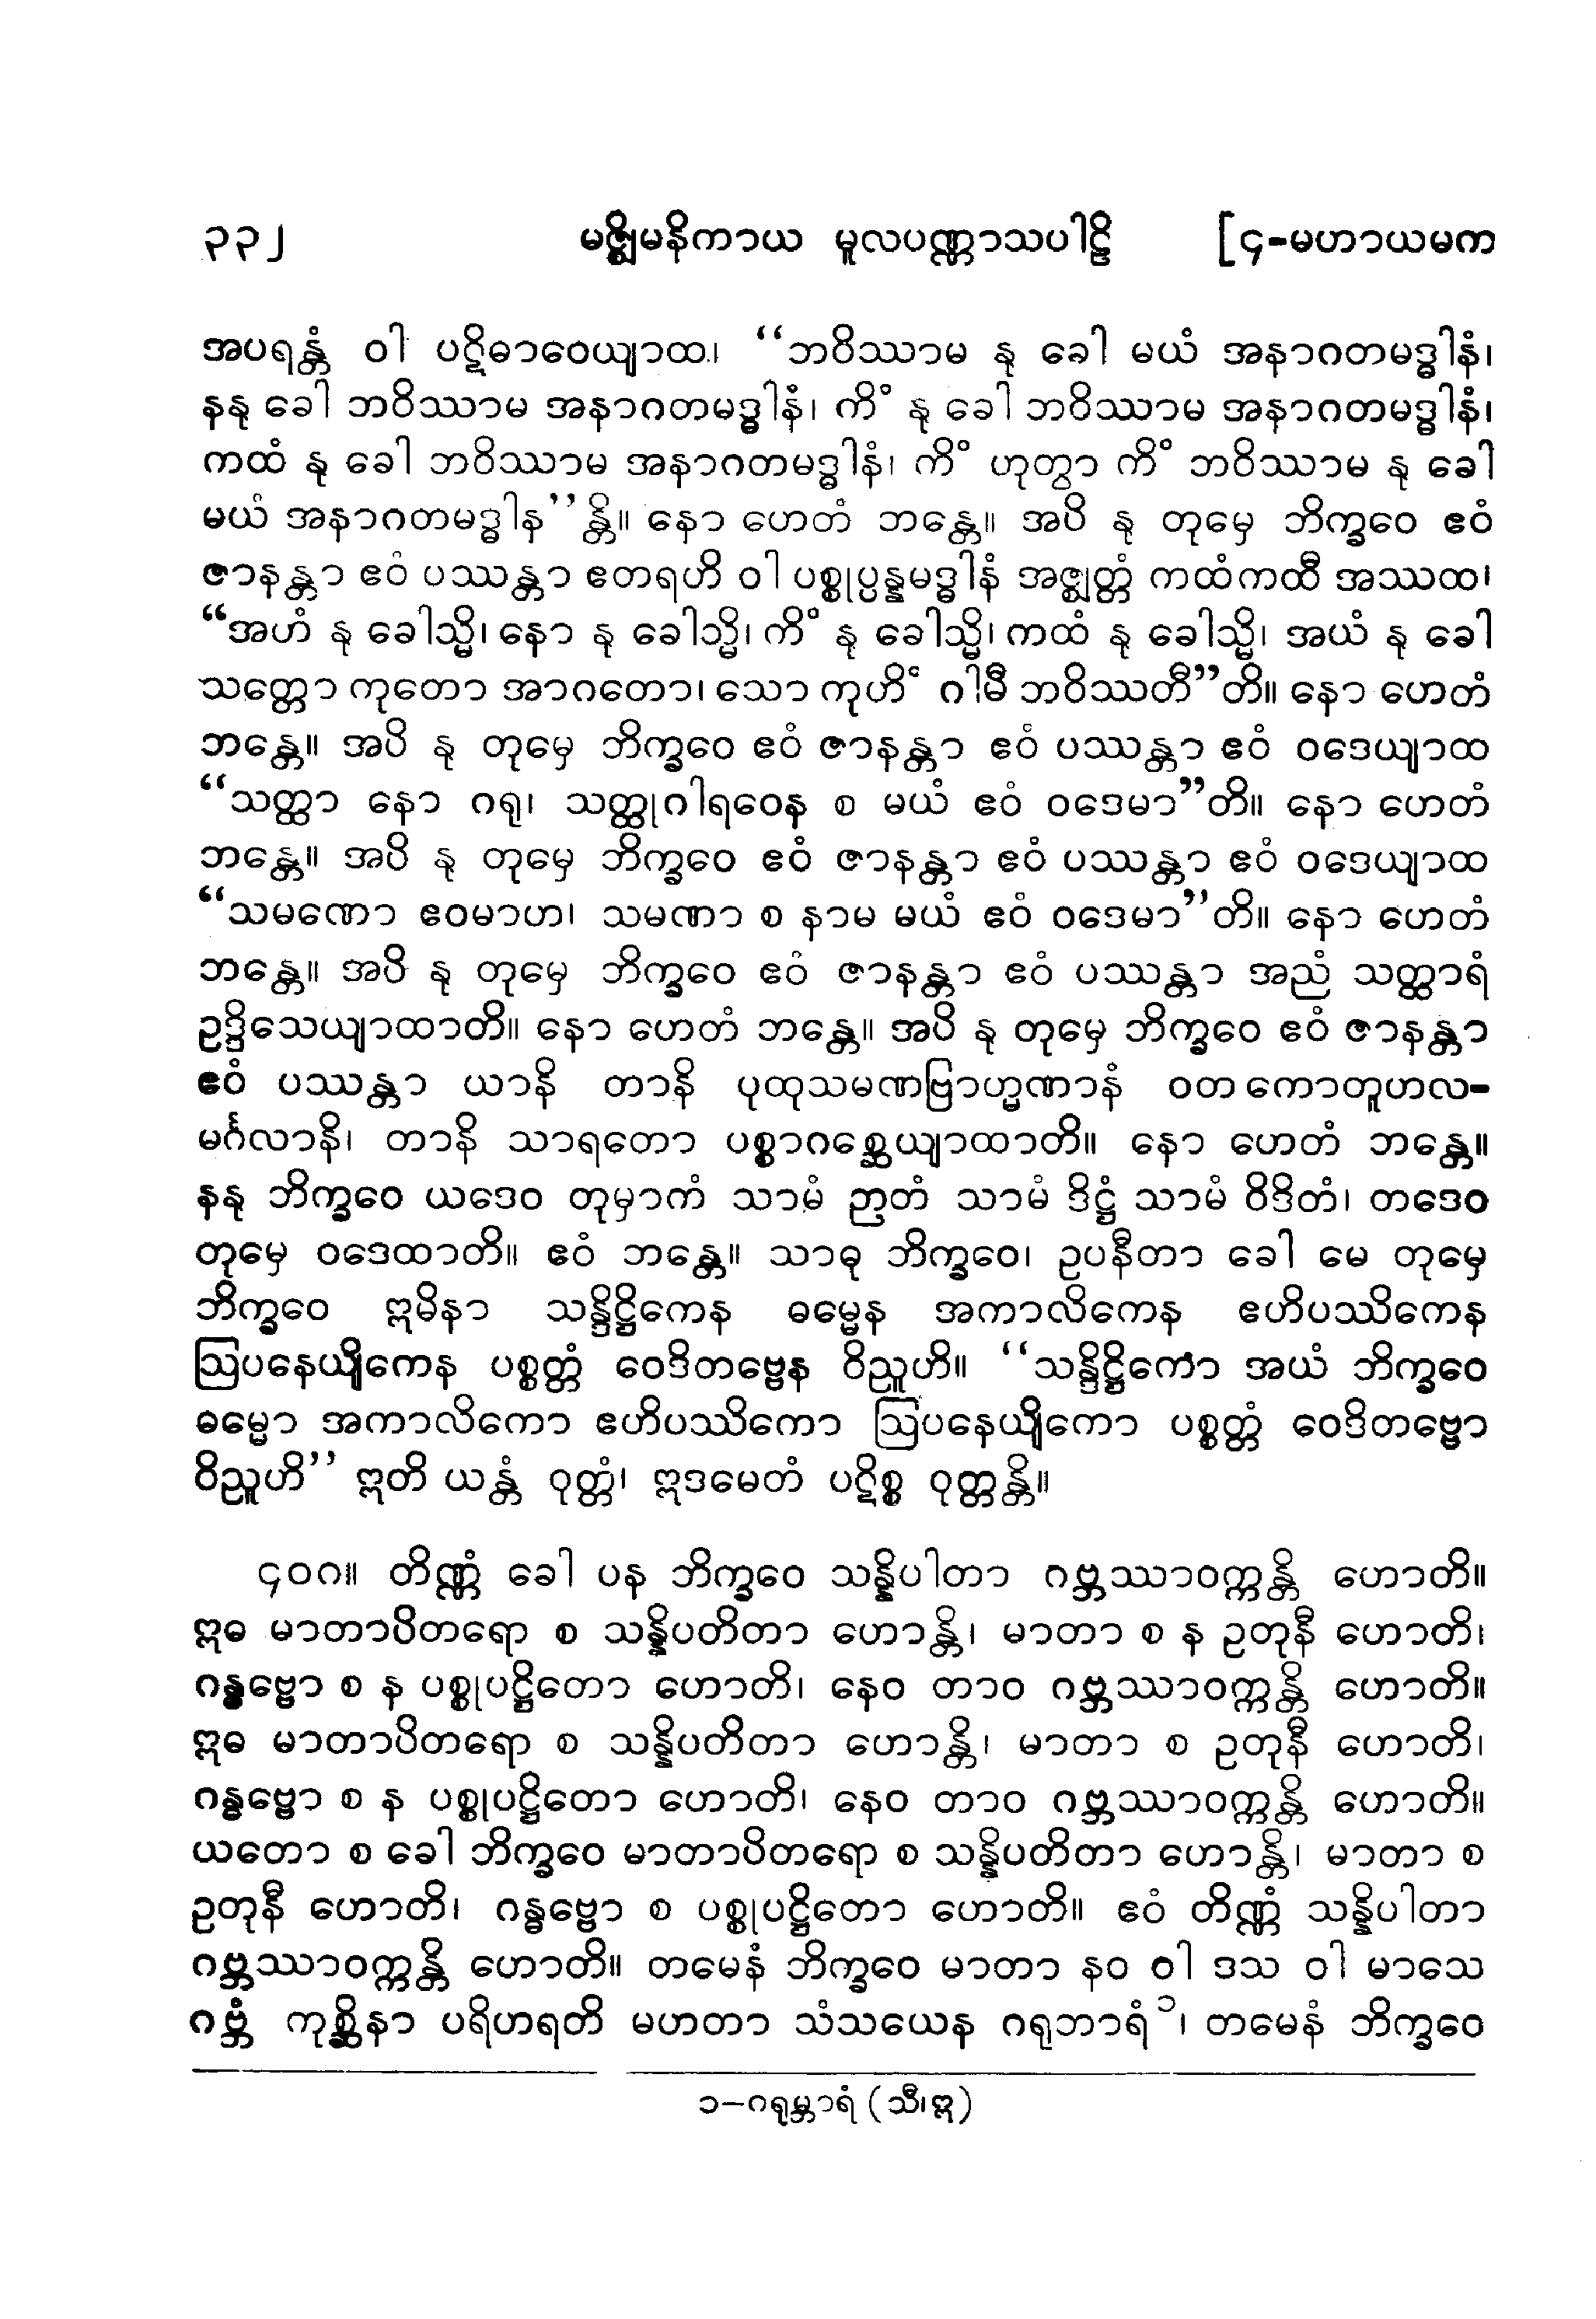 ၃၃၂ မဇ္ဈိမနိကာယ မူလပဏ္ဏာသပါဠိ [၄-မဟာယမက
အပရန္တံ ဝါ ပဋိဓာဝေယျာထ၊ “ဘဝိဿာမ နု ခေါ မယံ အနာဂတမဒ္ဓါနံ၊
နနု ခေါ ဘဝိဿာမ အနာဂတမဒ္ဓါနံ၊ ကိံ နု ခေါ ဘဝိဿာမ အနာဂတမဒ္ဓါနံ၊
ကထံ နု ခေါ ဘဝိဿာမ အနာဂတမဒ္ဓါနံ၊ ကိံ ဟုတွာ ကိံ ဘဝိဿာမ နု ခေါ
မယံ အနာဂတမဒ္ဓါန”န္တိ။ နော ဟေတံ ဘန္တေ။ အပိ နု တုမှေ ဘိက္ခဝေ ဧဝံ
ဇာနန္တာ ဧဝံ ပဿန္တာ ဧတရဟိ ဝါ ပစ္စုပ္ပန္နမဒ္ဓါနံ အဇ္ဈတ္တံ ကထံကထီ အဿထ၊
“အဟံ နု ခေါသ္မိ၊ နော နု ခေါသ္မိ၊ ကိံ နု ခေါသ္မိ၊ ကထံ နု ခေါသ္မိ၊ အယံ နု ခေါ
သတ္တော ကုတော အာဂတော၊ သော ကုဟိံ ဂါမီ ဘဝိဿတီ”တိ။ နော ဟေတံ
ဘန္တေ။ အပိ နု တုမှေ ဘိက္ခဝေ ဧဝံ ဇာနန္တာ ဧဝံ ပဿန္တာ ဧဝံ ဝဒေယျာထ
“သတ္ထာ နော ဂရု၊ သတ္ထုဂါရဝေန စ မယံ ဧဝံ ဝဒေမာ”တိ။ နော ဟေတံ
ဘန္တေ။ အပိ နု တုမှေ ဘိက္ခဝေ ဧဝံ ဇာနန္တာ ဧဝံ ပဿန္တာ ဧဝံ ဝဒေယျာထ
“သမဏော ဧဝမာဟ၊ သမဏာ စ နာမ မယံ ဧဝံ ဝဒေမာ”တိ။ နော ဟေတံ
ဘန္တေ။ အပိ နု တုမှေ ဘိက္ခဝေ ဧဝံ ဇာနန္တာ ဧဝံ ပဿန္တာ အညံ သတ္ထာရံ
ဥဒ္ဒိသေယျာထာတိ။ နော ဟေတံ ဘန္တေ။ အပိ နု တုမှေ ဘိက္ခဝေ ဧဝံ ဇာနန္တာ
ဧဝံ ပဿန္တာ ယာနိ တာနိ ပုထုသမဏဗြာဟ္မဏာနံ ဝတ ကောတူဟလ-
မင်္ဂလာနိ၊ တာနိ သာရတော ပစ္စာဂစ္ဆေယျာထာတိ။ နော ဟေတံ ဘန္တေ။
နနု ဘိက္ခဝေ ယဒေဝ တုမှာကံ သာမံ ဉာတံ သာမံ ဒိဋ္ဌံ သာမံ ဝိဒိတံ၊ တဒေဝ
တုမှေ ဝဒေထာတိ။ ဧဝံ ဘန္တေ။ သာဓု ဘိက္ခဝေ၊ ဥပနီတာ ခေါ မေ တုမှေ
ဘိက္ခဝေ ဣမိနာ သန္ဒိဋ္ဌိကေန ဓမ္မေန အကာလိကေန ဧဟိပဿိကေန
ဩပနေယျိကေန ပစ္စတ္တံ ဝေဒိတဗ္ဗေန ဝိညူဟိ။ “သန္ဒိဋ္ဌိကော အယံ ဘိက္ခဝေ
ဓမ္မော အကာလိကော ဧဟိပဿိကော ဩပနေယျိကော ပစ္စတ္တံ ဝေဒိတဗ္ဗော
ဝိညူဟိ” ဣတိ ယန္တံ ဝုတ္တံ၊ ဣဒမေတံ ပဋိစ္စ ဝုတ္တန္တိ။
၄၀၈။ တိဏ္ဏံ ခေါ ပန ဘိက္ခဝေ သန္နိပါတာ ဂဗ္ဘဿာဝက္ကန္တိ ဟောတိ။
ဣဓ မာတာပိတရော စ သန္နိပတိတာ ဟောန္တိ၊ မာတာ စ န ဥတုနီ ဟောတိ၊
ဂန္ဓဗ္ဗော စ န ပစ္စုပဋ္ဌိတော ဟောတိ၊ နေဝ တာဝ ဂဗ္ဘဿာဝက္ကန္တိ ဟောတိ။
ဣဓ မာတာပိတရော စ သန္နိပတိတာ ဟောန္တိ၊ မာတာ စ ဥတုနီ ဟောတိ၊
ဂန္ဓဗ္ဗော စ န ပစ္စုပဋ္ဌိတော ဟောတိ၊ နေဝ တာဝ ဂဗ္ဘဿာဝက္ကန္တိ ဟောတိ။
ယတော စ ခေါ ဘိက္ခဝေ မာတာပိတရော စ သန္နိပတိတာ ဟောန္တိ၊ မာတာ စ
ဥတုနီ ဟောတိ၊ ဂန္ဓဗ္ဗော စ ပစ္စုပဋ္ဌိတော ဟောတိ။ ဧဝံ တိဏ္ဏံ သန္နိပါတာ
ဂဗ္ဘဿာဝက္ကန္တိ ဟောတိ။ တမေနံ ဘိက္ခဝေ မာတာ နဝ ဝါ ဒသ ဝါ မာသေ
ဂဗ္ဘံ ကုစ္ဆိနာ ပရိဟရတိ မဟတာ သံသယေန ဂရုဘာရံ၁၊ တမေနံ ဘိက္ခဝေ
၁-ဂရုမ္ဘာရံ (သီ၊ဣ)